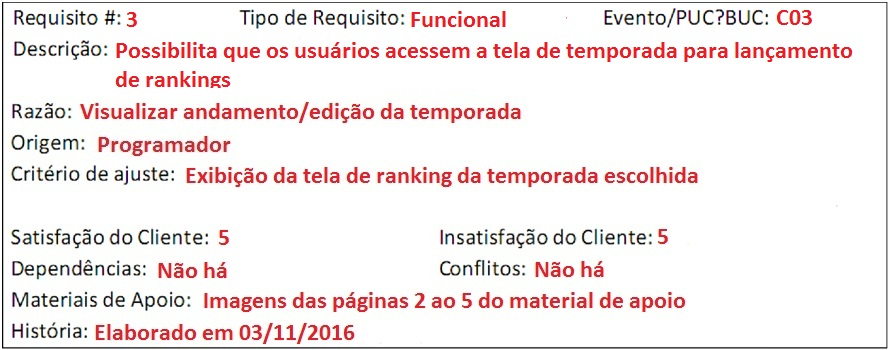 Requisito #: 3 Tipo de Requisito: Funcional Evento/PUC?BUC: C03
Descrição: Possibilita que os usuários acessem a tela de temporada para lançamento
de rankings
Razão: Visualizar andamento/edição da temporada
Origem: Programador
Critério de ajuste: Exibição da tela de ranking da temporada escolhida
Satisfação do Cliente: 5 Insatisfação do Cliente: 5
Dependências: Não há Conflitos: Não há
Materiais de Apoio: Imagens das páginas 2 ao 5 do material de apoio
História: Elaborado em 03/11/2016